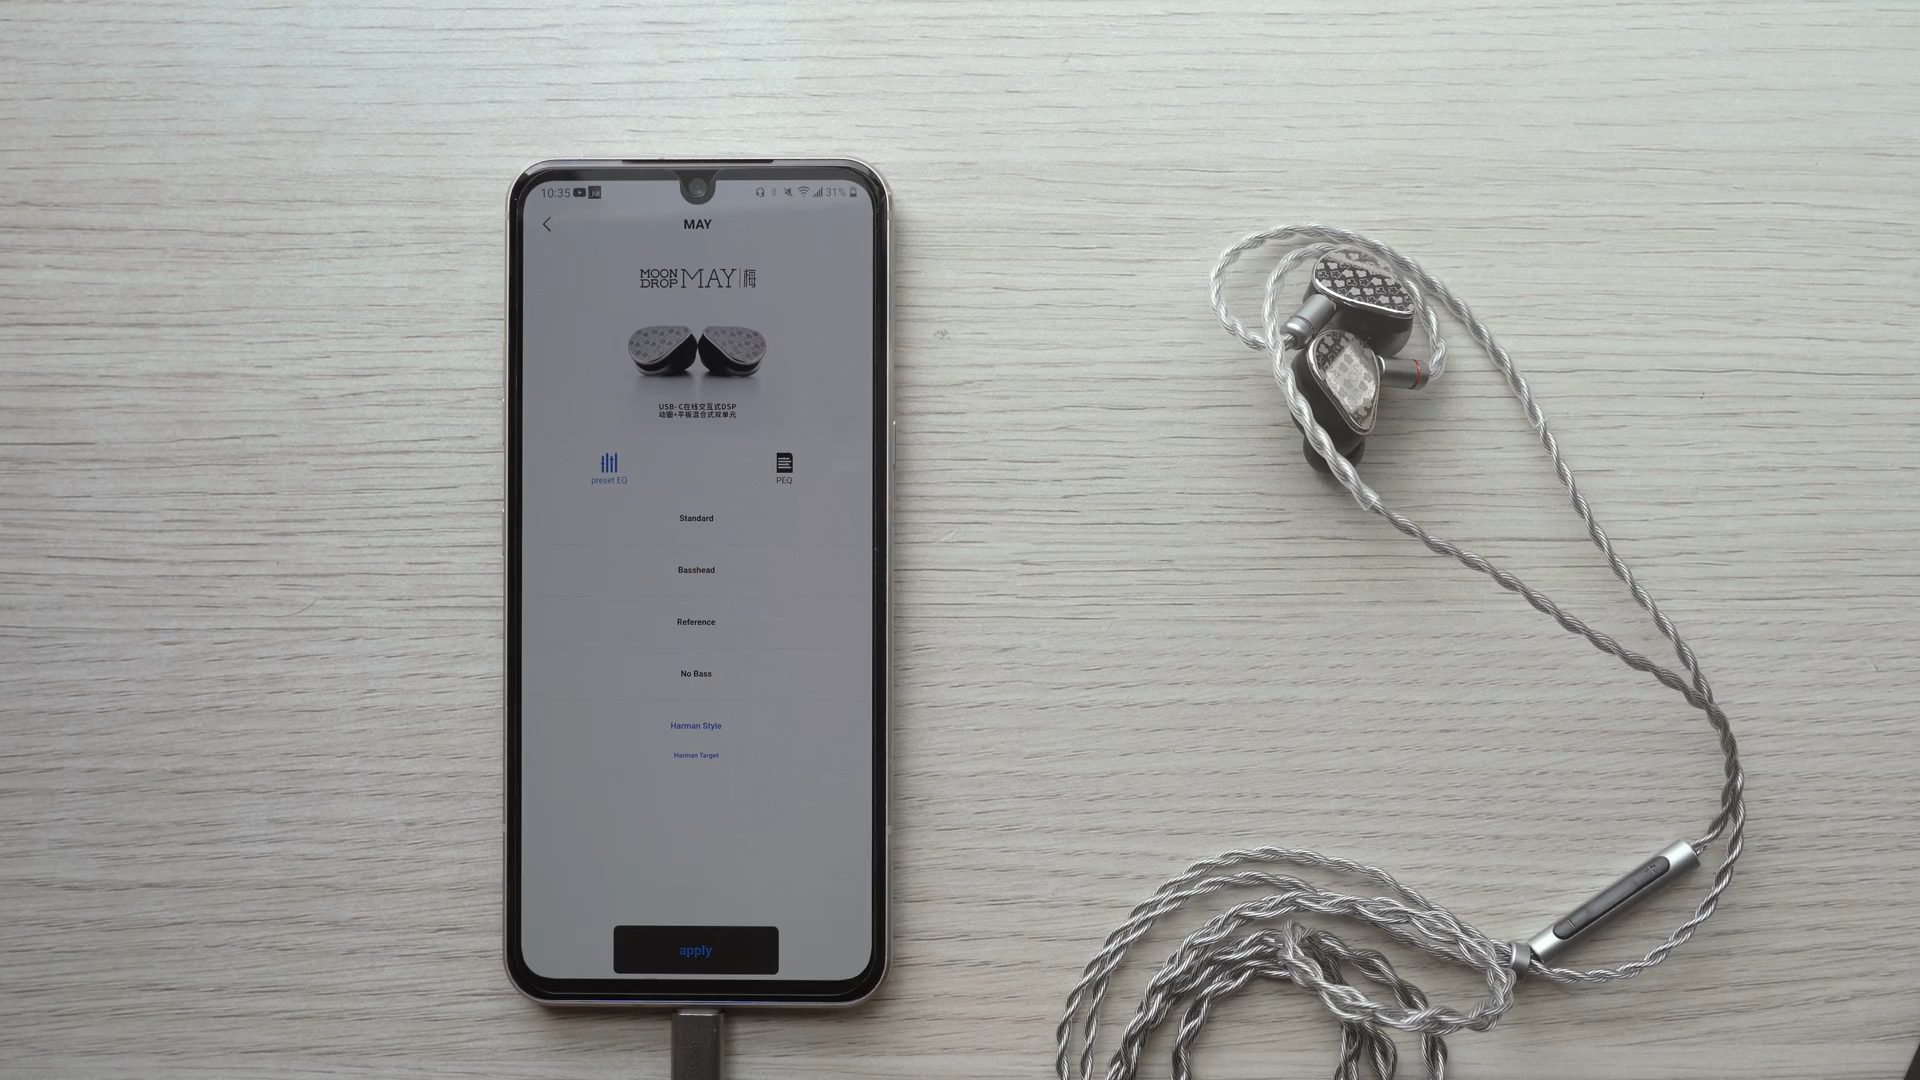 10:35
31%
MAY
MOON DROP MAY|梅
USB-C在线交互式DSP
动圈+平板混合式双单元
preset EQ
PEQ
Standard
Basshead
Reference
No Bass
Harman Style
Harman Target
apply